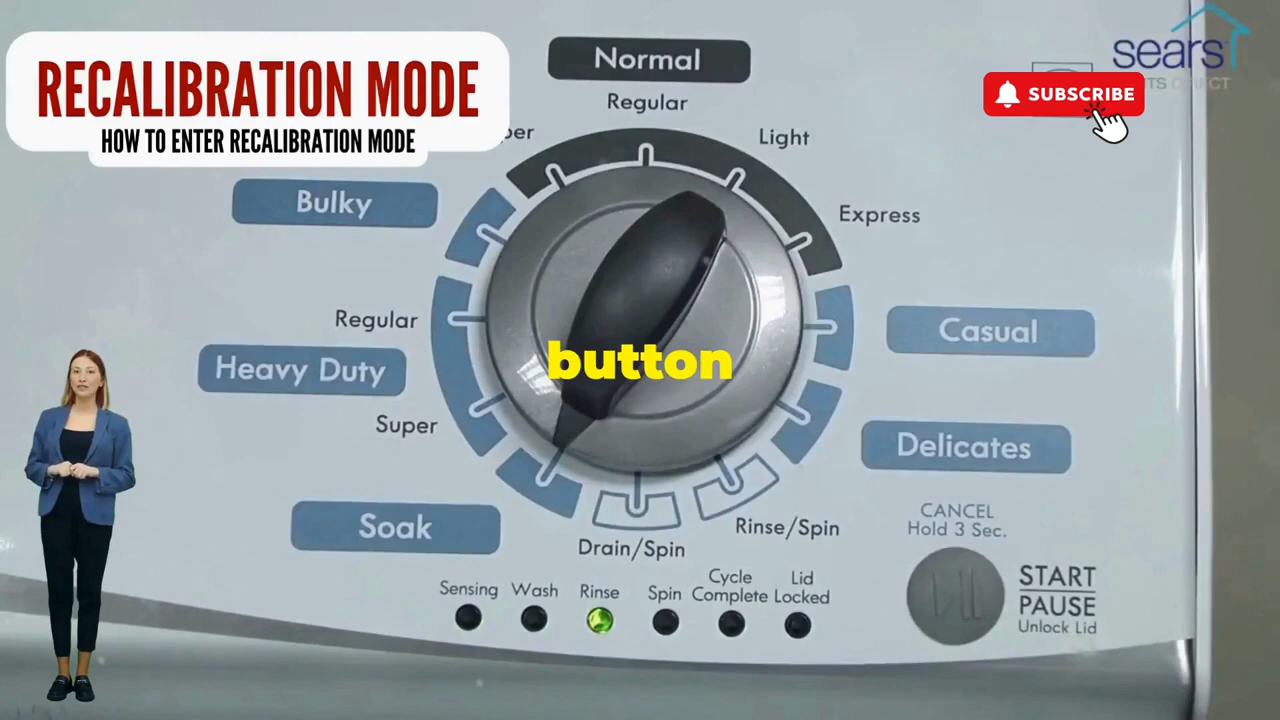 RECALIBRATION MODE
HOW TO ENTER RECALIBRATION MODE
sears
DIRECT
SUBSCRIBE
Normal
Regular
Light
Express
Bulky
Regular
Heavy Duty
Super
Casual
button
Delicates
Soak
Drain/Spin
Rinse/Spin
CANCEL
Hold 3 Sec.
Sensing
Wash
Rinse
Spin
Cycle
Complete
Lid
Locked
START
PAUSE
Unlock Lid